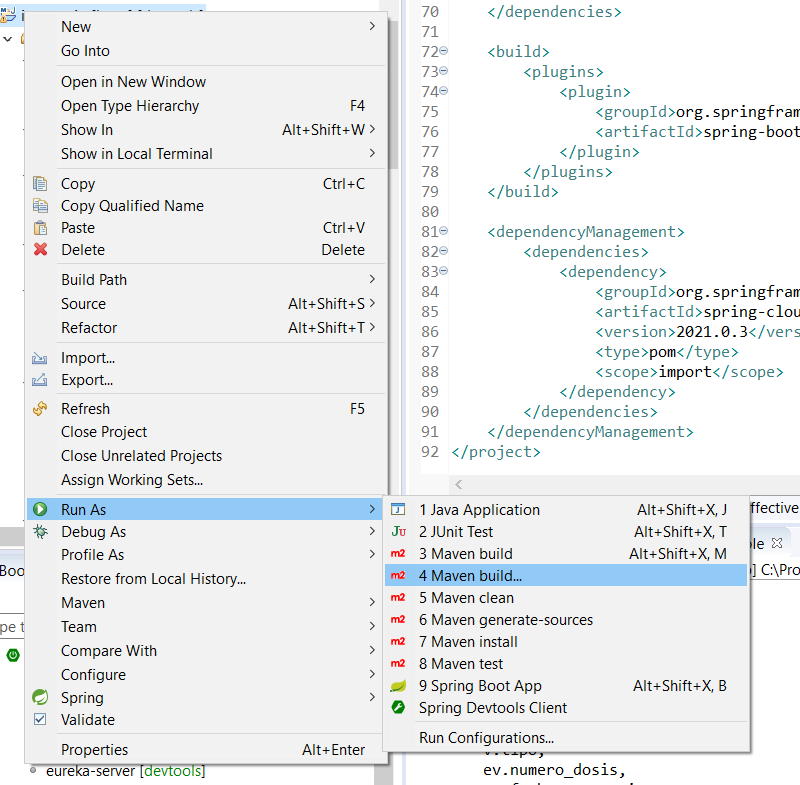 New
Go Into
Open in New Window
Open Type Hierarchy F4
Show In Alt+Shift+W
Show in Local Terminal
Copy Ctrl+C
Copy Qualified Name
Paste Ctrl+V
Delete Delete
Build Path
Source Alt+Shift+S
Refactor Alt+Shift+T
Import...
Export...
Refresh F5
Close Project
Close Unrelated Projects
Assign Working Sets...
Run As
Debug As
Profile As
Restore from Local History...
Maven
Team
Compare With
Configure
Spring
Validate
Properties Alt+Enter
eureka-server [devtools]
1 Java Application Alt+Shift+X, J
2 JUnit Test Alt+Shift+X, T
3 Maven build Alt+Shift+X, M
4 Maven build...
5 Maven clean
6 Maven generate-sources
7 Maven install
8 Maven test
9 Spring Boot App Alt+Shift+X, B
Spring Devtools Client
Run Configurations...
70 </dependencies>
71
72 <build>
73 <plugins>
74 <plugin>
75 <groupId>org.springfram
76 <artifactId>spring-boot
77 </plugin>
78 </plugins>
79 </build>
80
81 <dependencyManagement>
82 <dependencies>
83 <dependency>
84 <groupId>org.springfram
85 <artifactId>spring-clou
86 <version>2021.0.3</vers
87 <type>pom</type>
88 <scope>import</scope>
89 </dependency>
90 </dependencies>
91 </dependencyManagement>
92 </project>
ffective
C:\Pro
ev.numero_dosis,